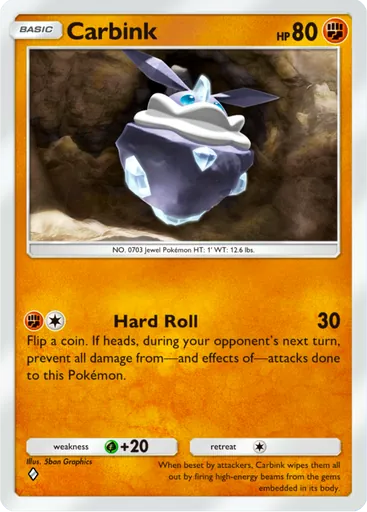 BASIC Carbink HP 80
NO. 0703 Jewel Pokémon HT: 1' WT: 12.6 lbs.
Hard Roll 30
Flip a coin. If heads, during your opponent's next turn,
prevent all damage from—and effects of—attacks done
to this Pokémon.
weakness +20 retreat
Illus. Sban Graphics
When beset by attackers, Carbink wipes them all
out by firing high-energy beams from the gems
embedded in its body.